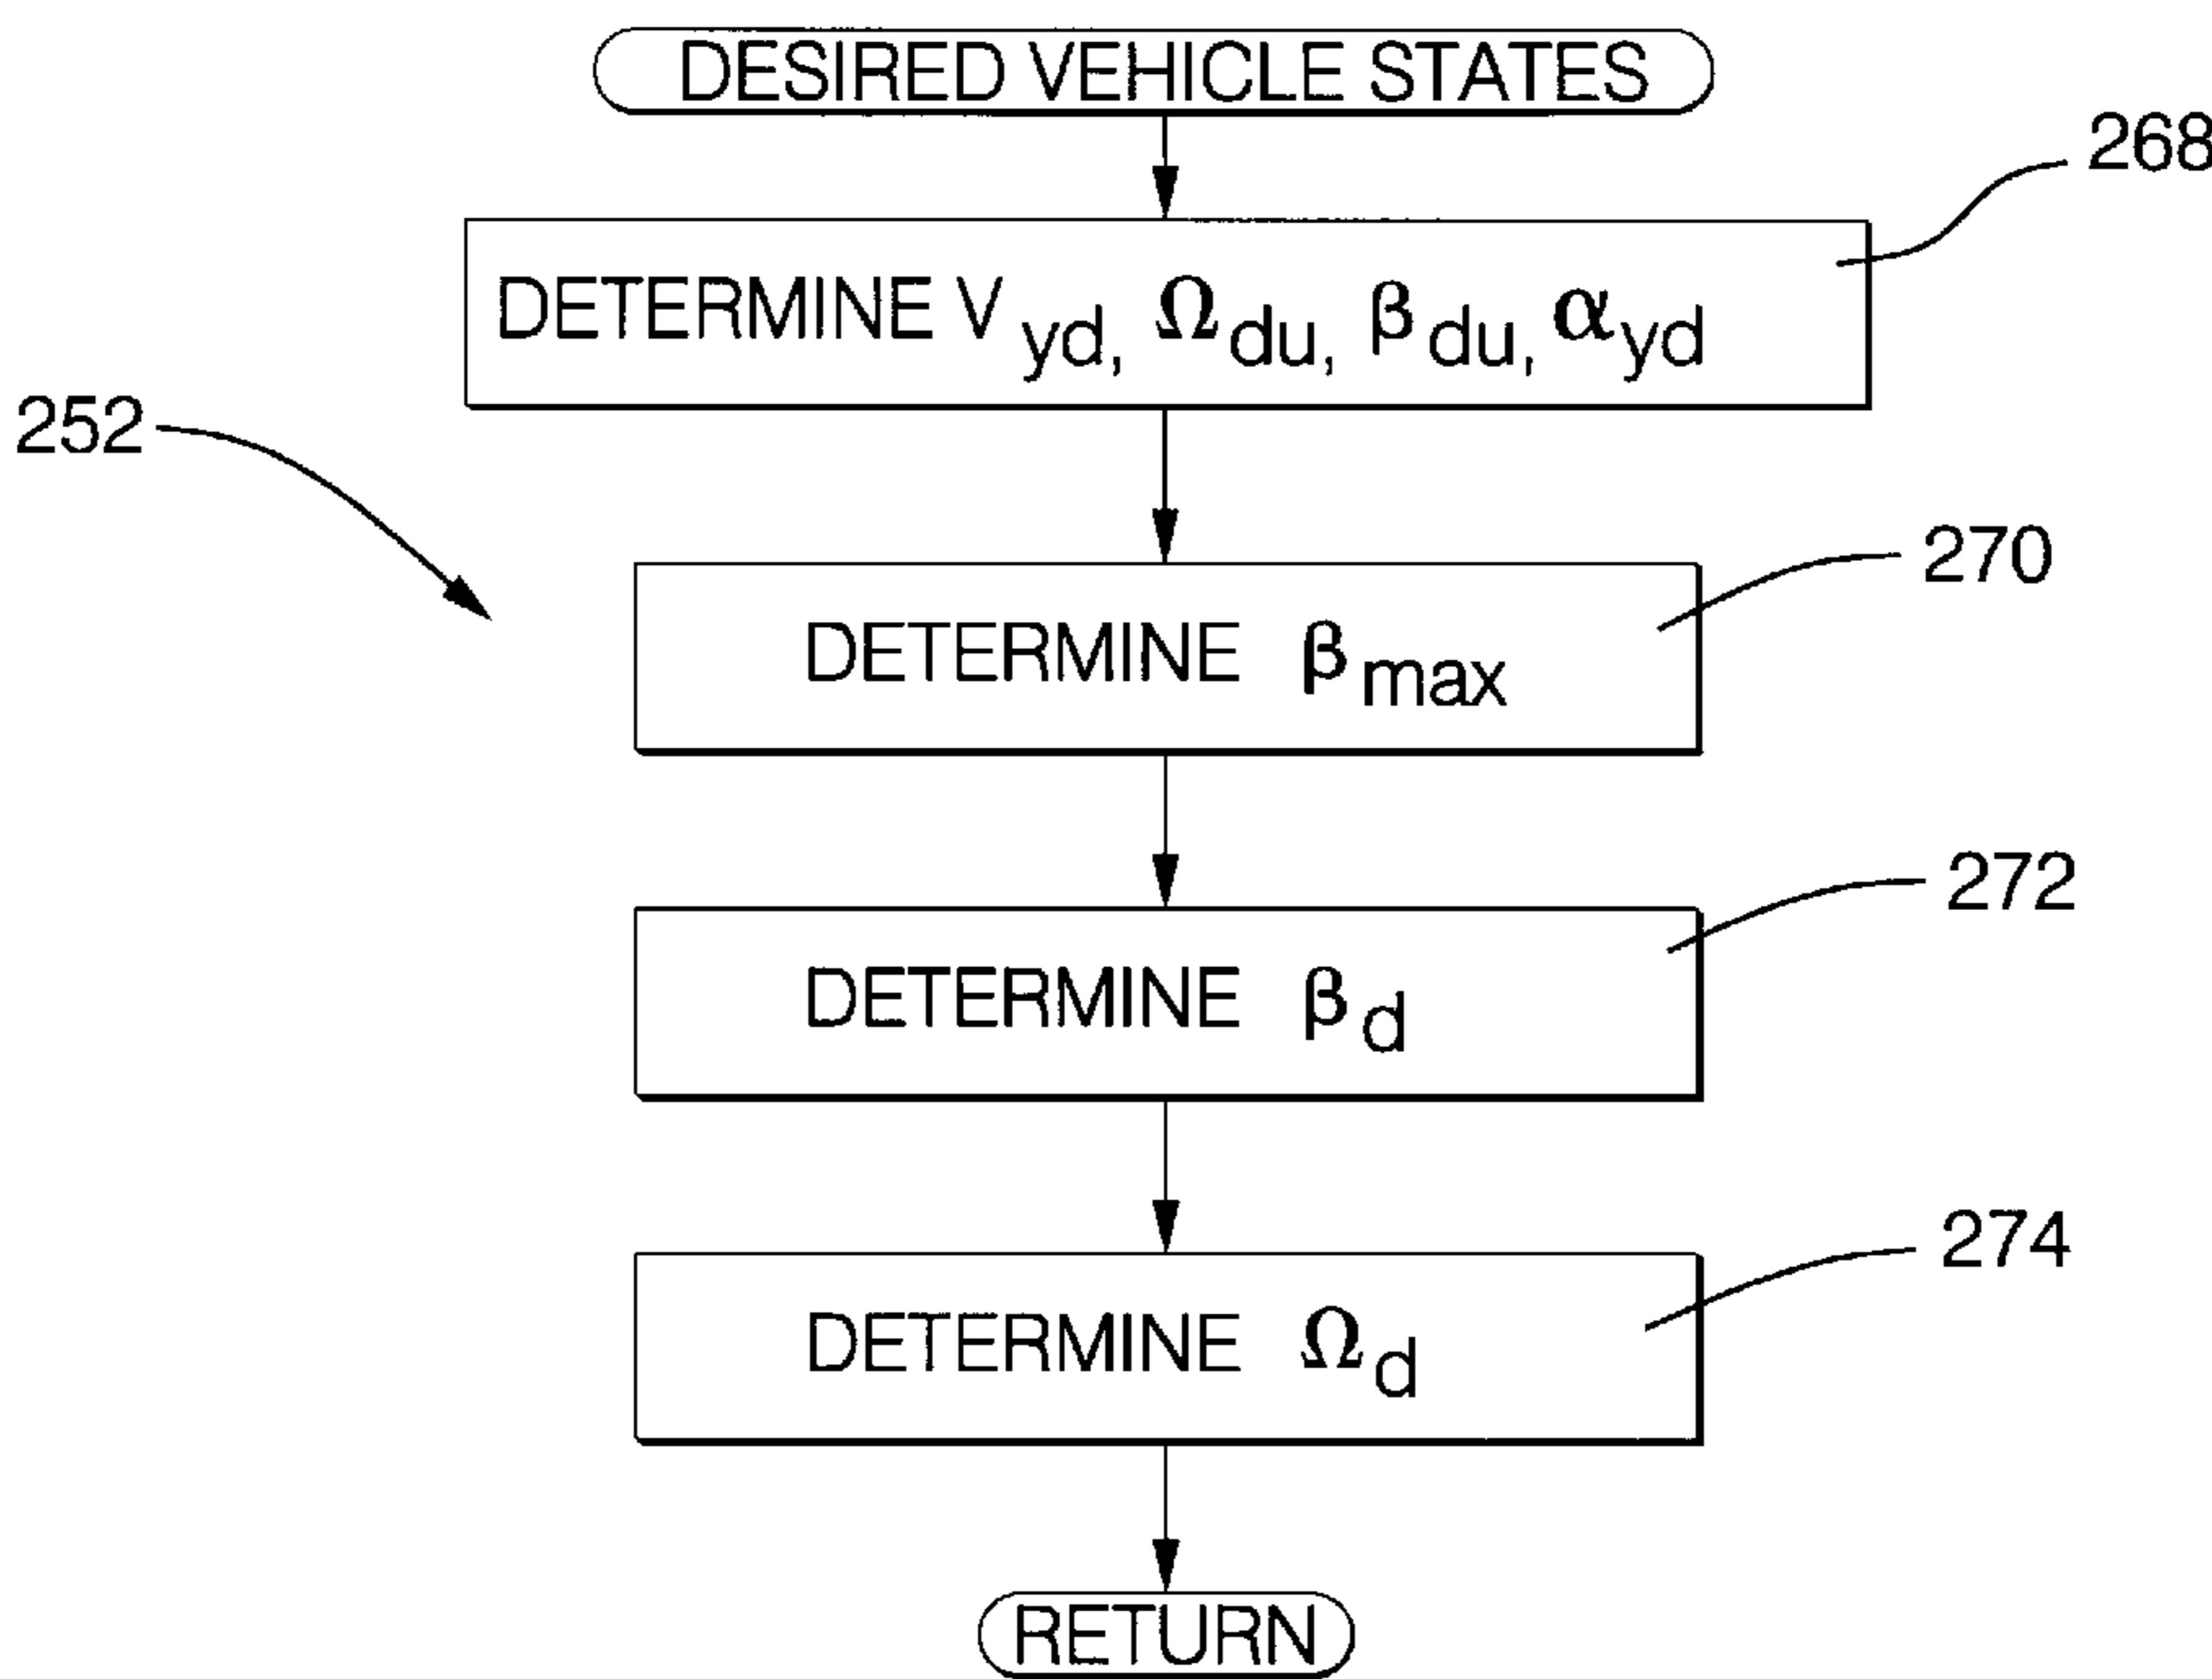 DESIRED VEHICLE STATES
268
DETERMINE V yd, Ωdu, βdu, αyd
252
270
DETERMINE βmax
272
DETERMINE βd
274
DETERMINE Ωd
RETURN